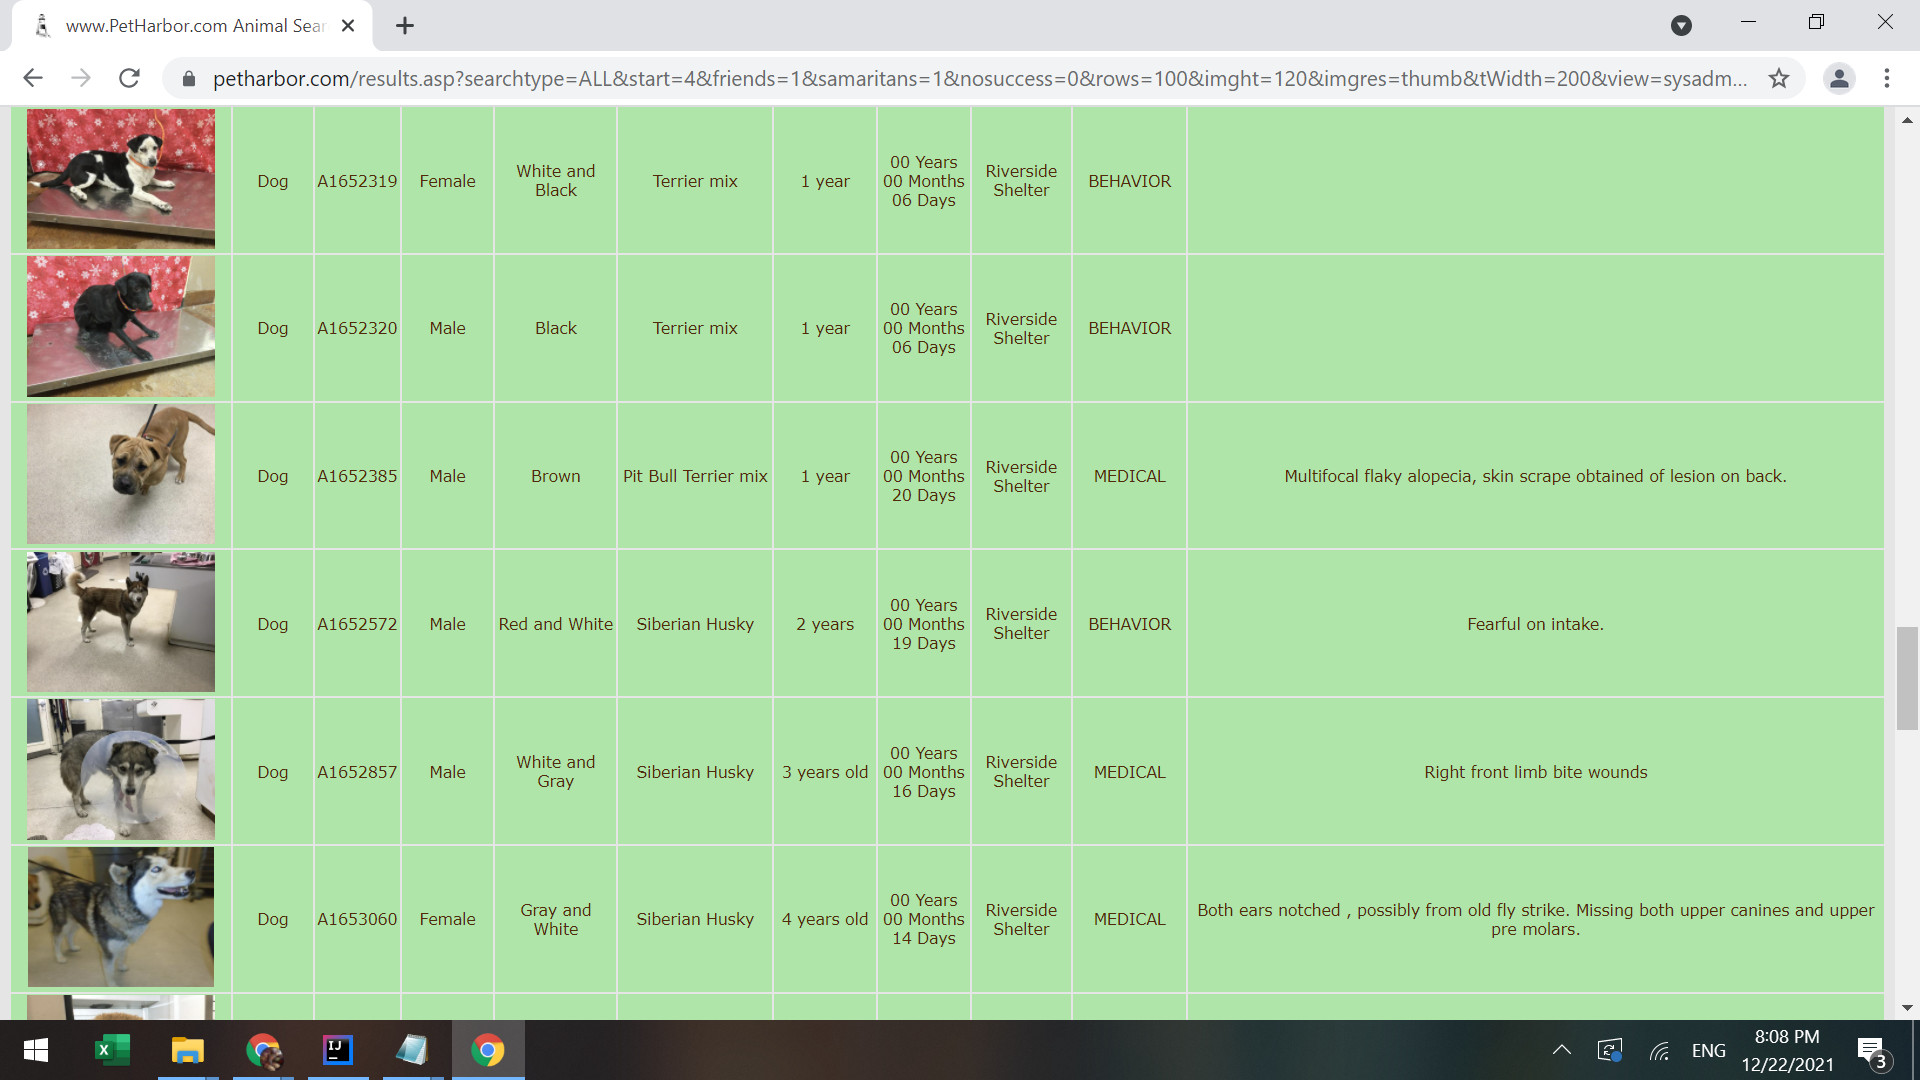 www.PetHarbor.com Animal Sear
petharbor.com/results.asp?searchtype=ALL&start=4&friends=1&samaritans=1&nosuccess=0&rows=100&imght=120&imgres=thumb&tWidth=200&view=sysadm...
Dog A1652319 Female White and Black Terrier mix 1 year 00 Years 00 Months 06 Days Riverside Shelter BEHAVIOR
Dog A1652320 Male Black Terrier mix 1 year 00 Years 00 Months 06 Days Riverside Shelter BEHAVIOR
Dog A1652385 Male Brown Pit Bull Terrier mix 1 year 00 Years 00 Months 20 Days Riverside Shelter MEDICAL Multifocal flaky alopecia, skin scrape obtained of lesion on back.
Dog A1652572 Male Red and White Siberian Husky 2 years 00 Years 00 Months 19 Days Riverside Shelter BEHAVIOR Fearful on intake.
Dog A1652857 Male White and Gray Siberian Husky 3 years old 00 Years 00 Months 16 Days Riverside Shelter MEDICAL Right front limb bite wounds
Dog A1653060 Female Gray and White Siberian Husky 4 years old 00 Years 00 Months 14 Days Riverside Shelter MEDICAL Both ears notched , possibly from old fly strike. Missing both upper canines and upper pre molars.
X
IJ
ENG
8:08 PM
12/22/2021
3